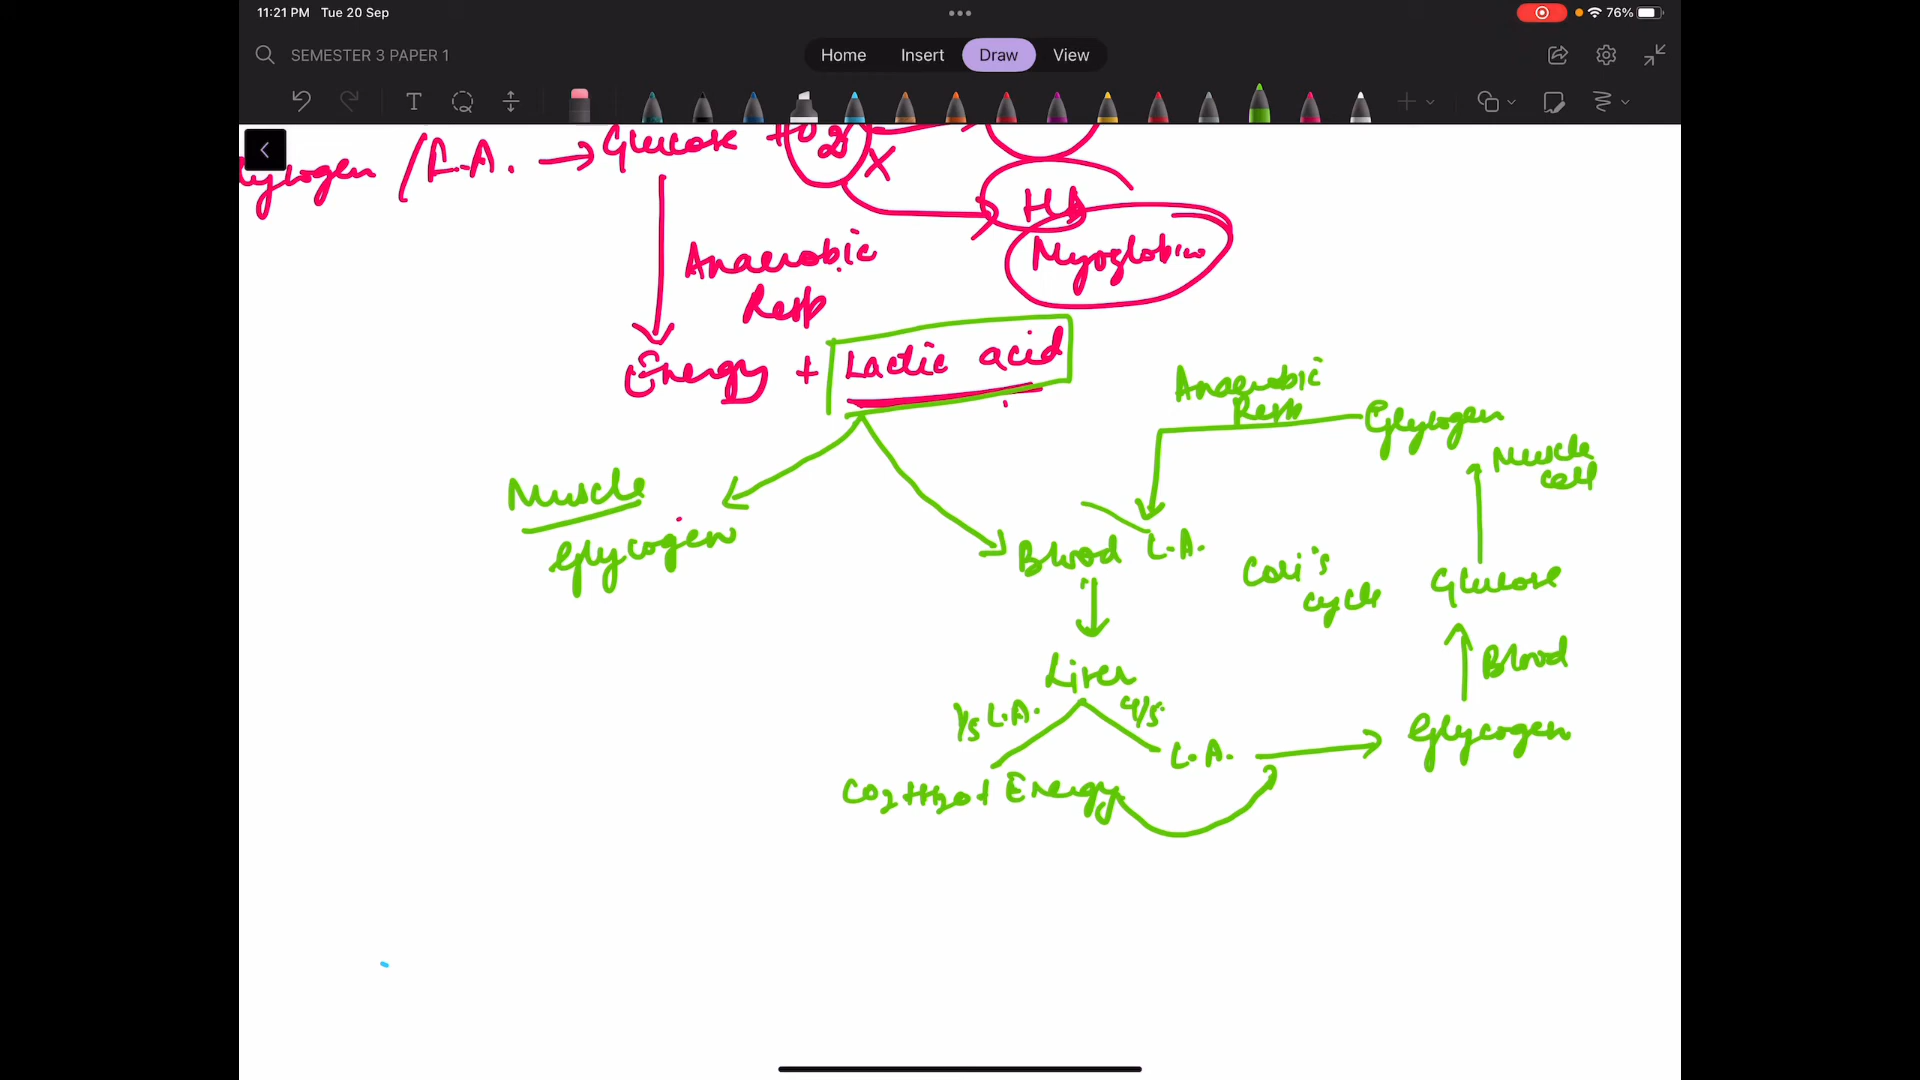 11:21 PM Tue 20 Sep
76%
SEMESTER 3 PAPER 1
Home Insert Draw View
T
/ L.A. → Glucose + O2
X
Hb
Myoglobin
Anaerobic
Resp
Energy + Lactic acid
Anaerobic
Resp
Glycogen
Muscle
cell
Muscle
Glycogen
Blood L.A.
Cori's
cycle
Glucose
Blood
Liver
1/5 L.A. 4/5
L.A. → Glycogen
CO2+H2O+ Energy